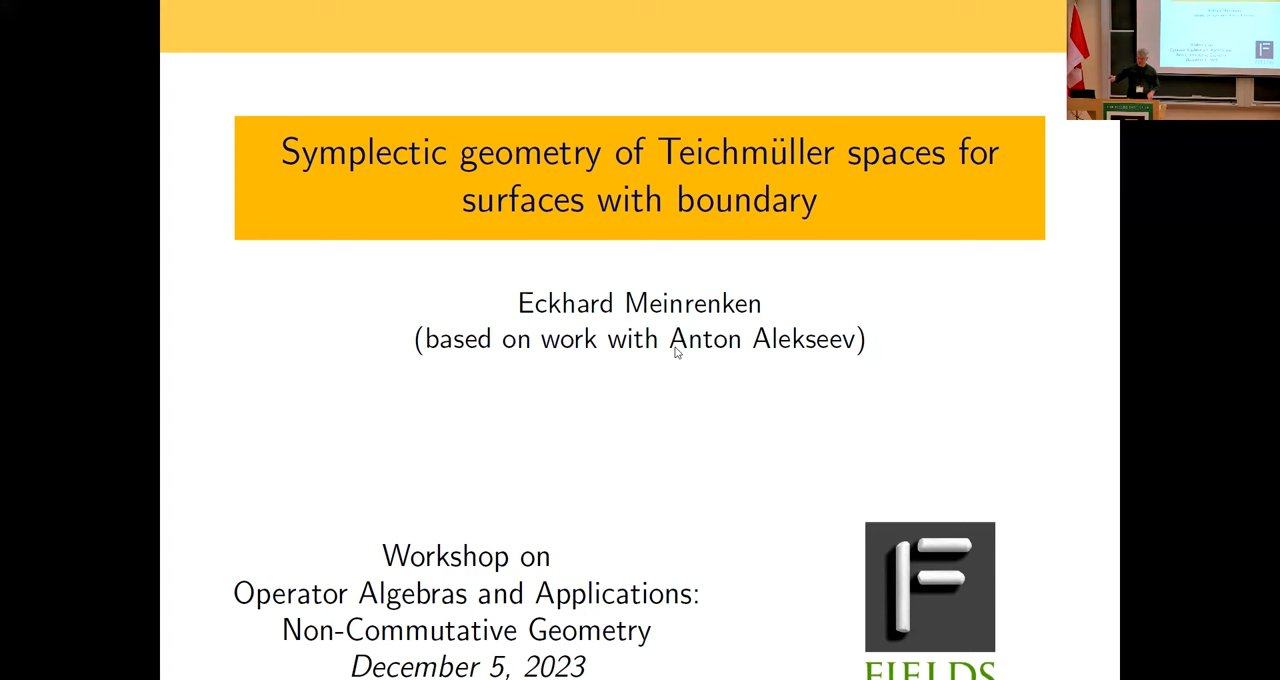 Symplectic geometry of Teichmüller spaces for
surfaces with boundary
Eckhard Meinrenken
(based on work with Anton Alekseev)
Workshop on
Operator Algebras and Applications:
Non-Commutative Geometry
December 5, 2023
FIELDS